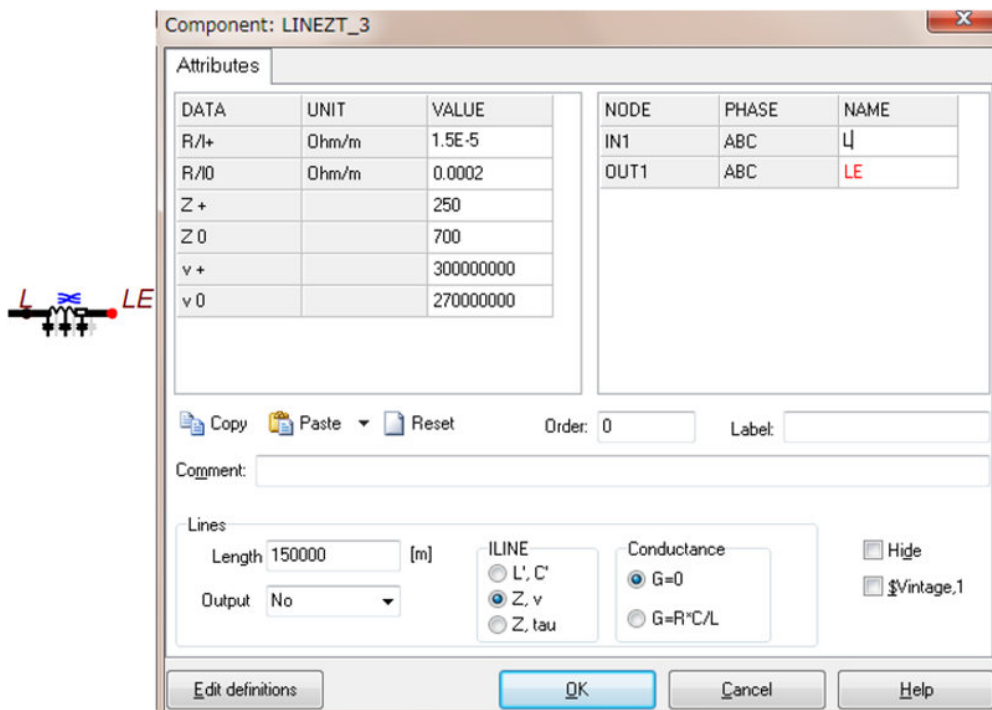 Component: LINEZT_3
Attributes
DATA UNIT VALUE
R/l+ Ohm/m 1.5E-5
R/l0 Ohm/m 0.0002
Z + 250
Z 0 700
v + 300000000
v 0 270000000
NODE PHASE NAME
IN1 ABC L
OUT1 ABC LE
L LE
Copy Paste Reset Order: 0 Label:
Comment:
Lines
Length 150000 [m]
Output No
ILINE
L', C'
Z, v
Z, tau
Conductance
G=0
G=R*C/L
Hide
$Vintage,1
Edit definitions OK Cancel Help